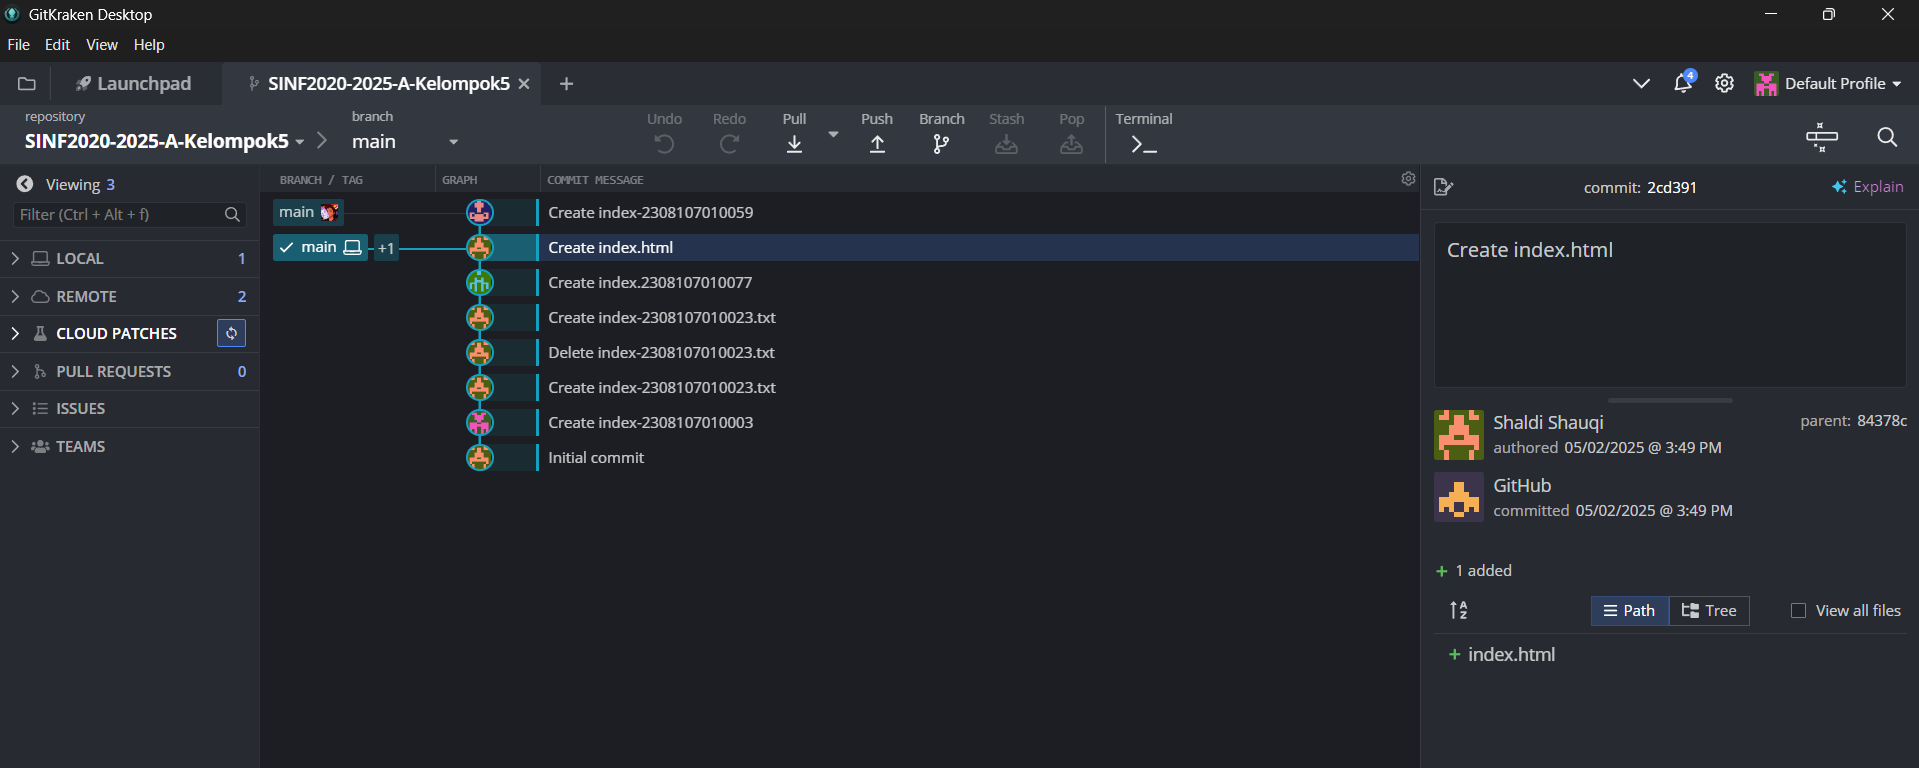 GitKraken Desktop
File Edit View Help
Launchpad
SINF2020-2025-A-Kelompok5
4
Default Profile
repository
SINF2020-2025-A-Kelompok5
branch
main
Undo Redo Pull Push Branch Stash Pop Terminal
Viewing 3
Filter (Ctrl + Alt + f)
LOCAL 1
REMOTE 2
CLOUD PATCHES
PULL REQUESTS 0
ISSUES
TEAMS
BRANCH / TAG GRAPH COMMIT MESSAGE
main Create index-2308107010059
main +1 Create index.html
Create index.2308107010077
Create index-2308107010023.txt
Delete index-2308107010023.txt
Create index-2308107010023.txt
Create index-2308107010003
Initial commit
commit: 2cd391
Explain
Create index.html
Shaldi Shauqi
parent: 84378c
authored 05/02/2025 @ 3:49 PM
GitHub
committed 05/02/2025 @ 3:49 PM
+ 1 added
A
Z
Path Tree View all files
+ index.html